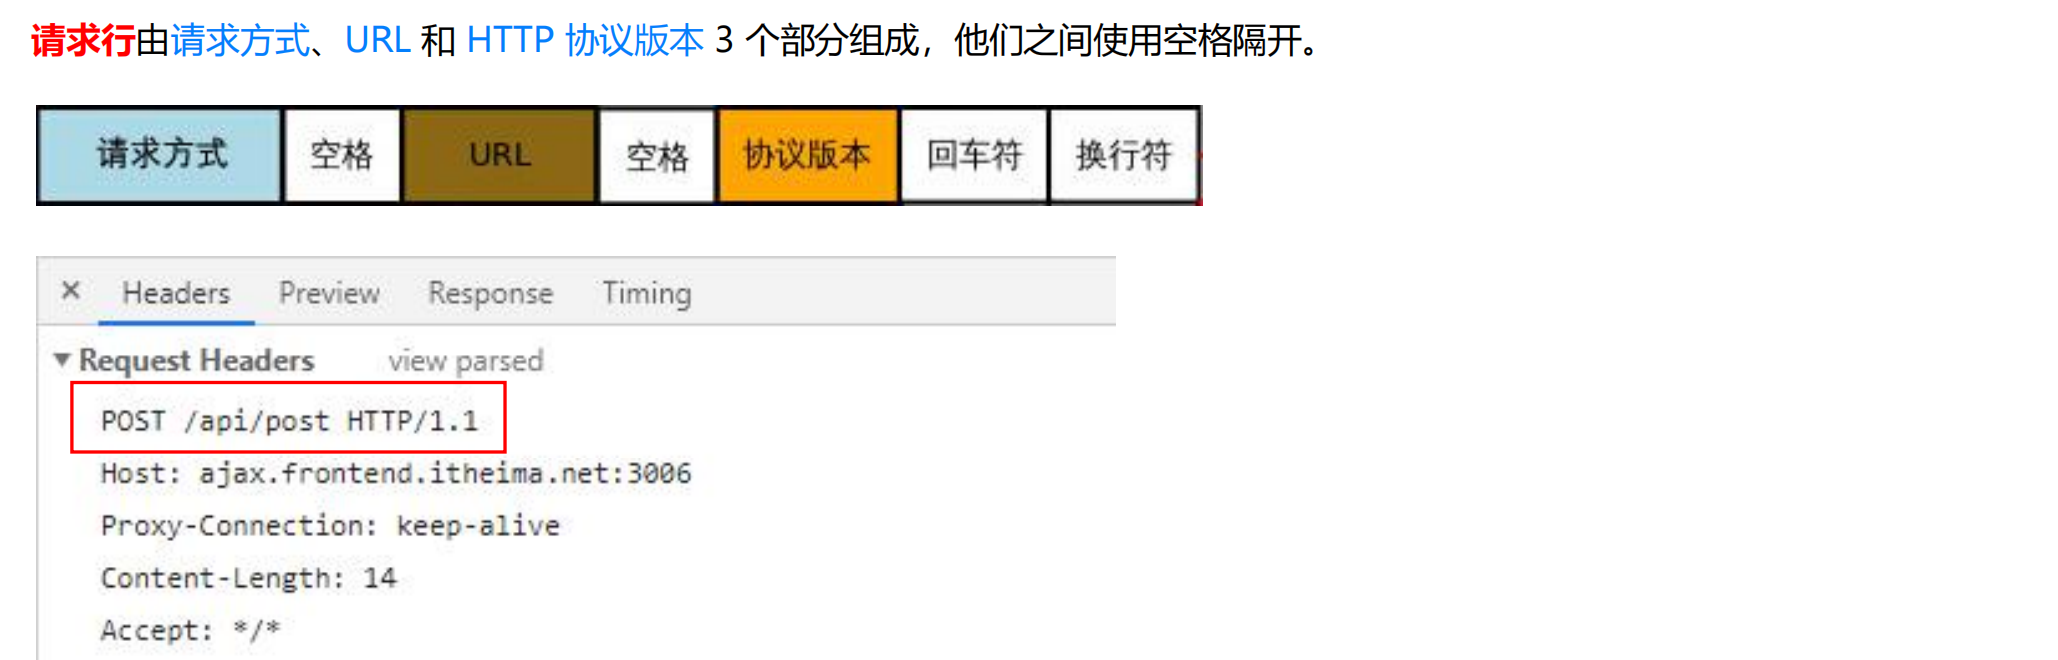 请求行由请求方式、URL 和 HTTP 协议版本 3 个部分组成，他们之间使用空格隔开。
请求方式 空格 URL 空格 协议版本 回车符 换行符
× Headers Preview Response Timing
▼ Request Headers view parsed
POST /api/post HTTP/1.1
Host: ajax.frontend.itheima.net:3006
Proxy-Connection: keep-alive
Content-Length: 14
Accept: */*